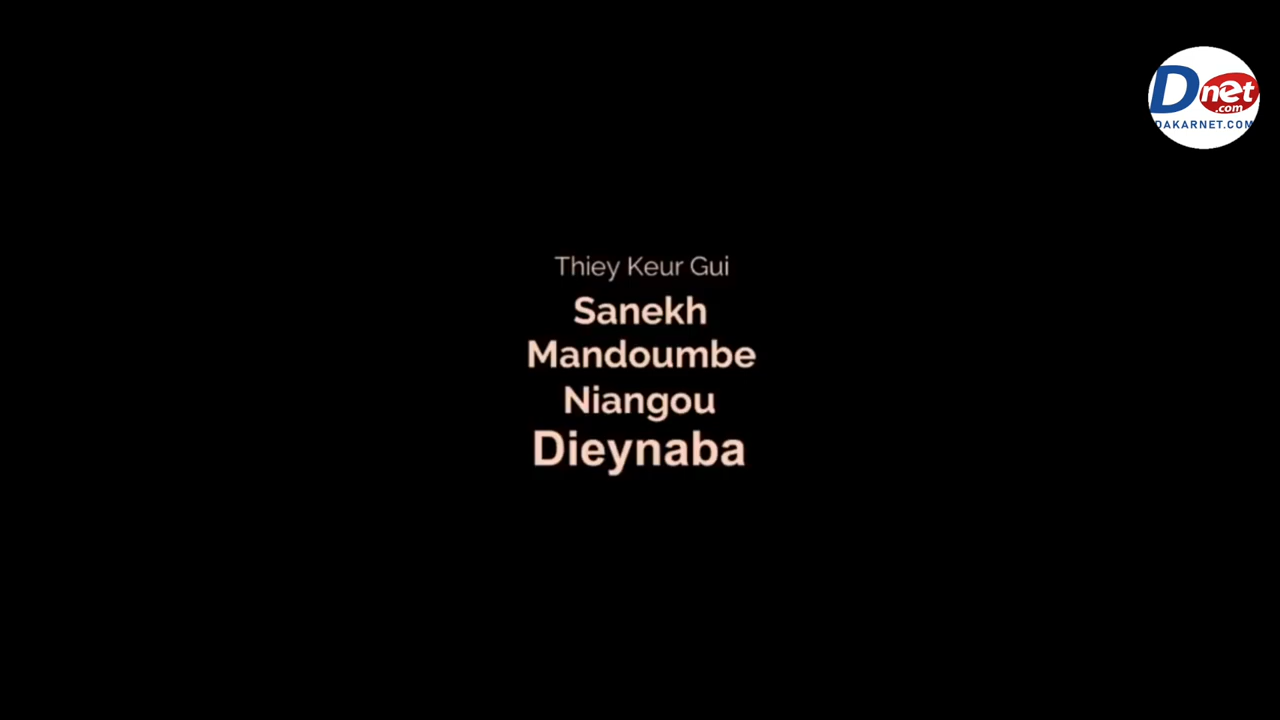 Dnet
.com
DAKARNET.COM
Thiey Keur Gui
Sanekh
Mandoumbe
Niangou
Dieynaba